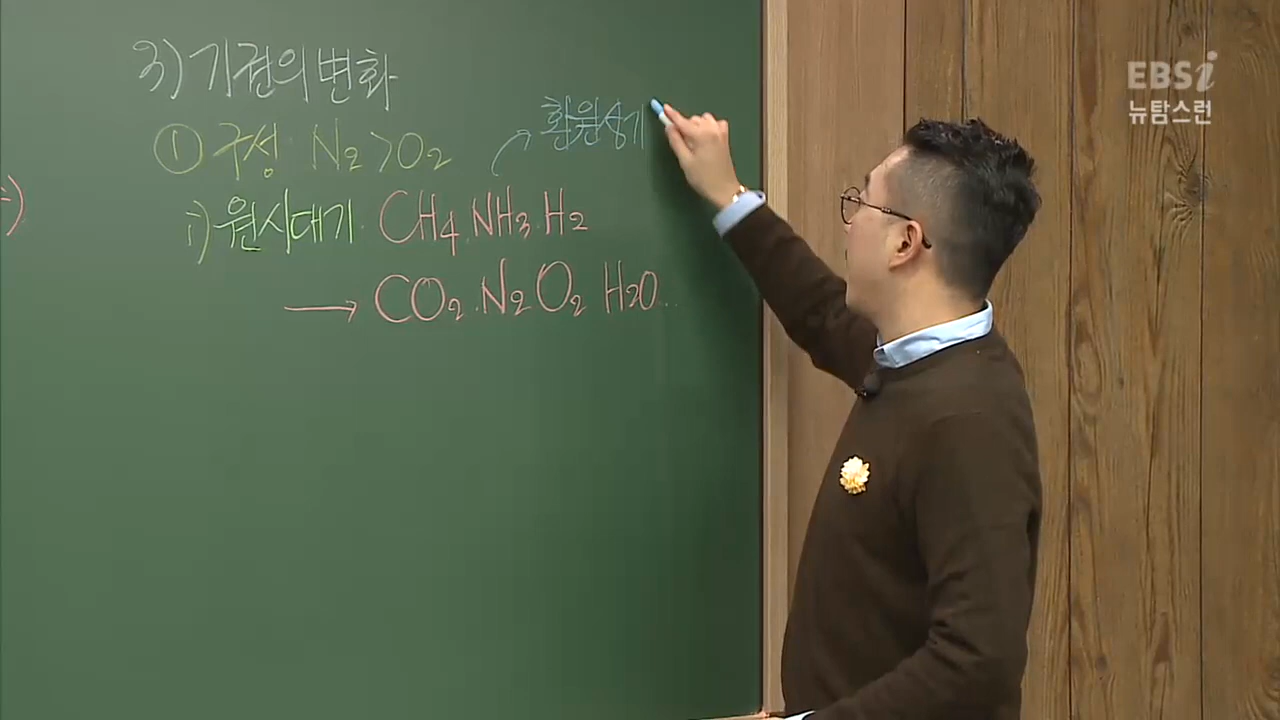 3) 기권의 변화
① 구성 N₂ > O₂
환원성기
i) 원시대기 CH₄. NH₃. H₂
→ CO₂. N₂ O₂ H₂O..
EBSi
뉴탐스런